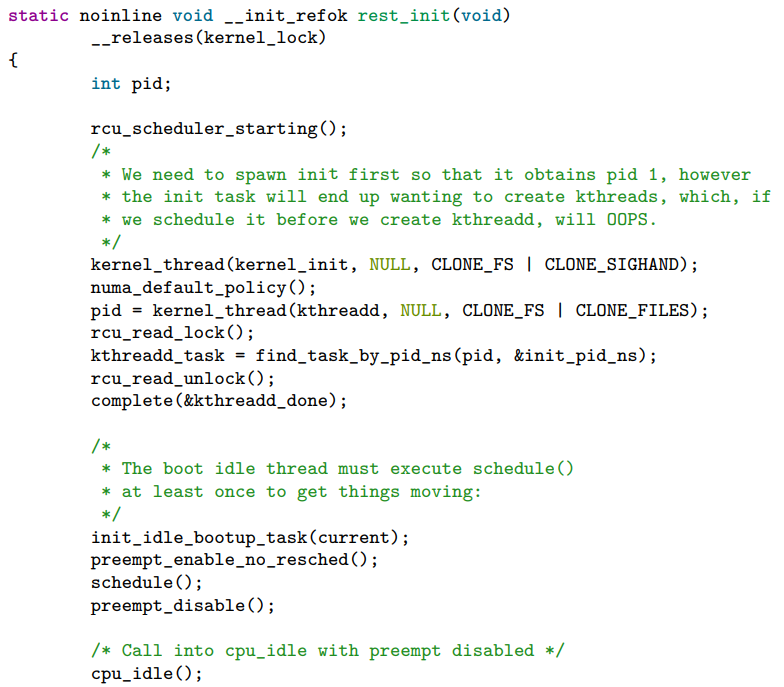 static noinline void __init_refok rest_init(void)
        __releases(kernel_lock)
{
        int pid;

        rcu_scheduler_starting();
        /*
         * We need to spawn init first so that it obtains pid 1, however
         * the init task will end up wanting to create kthreads, which, if
         * we schedule it before we create kthreadd, will OOPS.
         */
        kernel_thread(kernel_init, NULL, CLONE_FS | CLONE_SIGHAND);
        numa_default_policy();
        pid = kernel_thread(kthreadd, NULL, CLONE_FS | CLONE_FILES);
        rcu_read_lock();
        kthreadd_task = find_task_by_pid_ns(pid, &init_pid_ns);
        rcu_read_unlock();
        complete(&kthreadd_done);

        /*
         * The boot idle thread must execute schedule()
         * at least once to get things moving:
         */
        init_idle_bootup_task(current);
        preempt_enable_no_resched();
        schedule();
        preempt_disable();

        /* Call into cpu_idle with preempt disabled */
        cpu_idle();